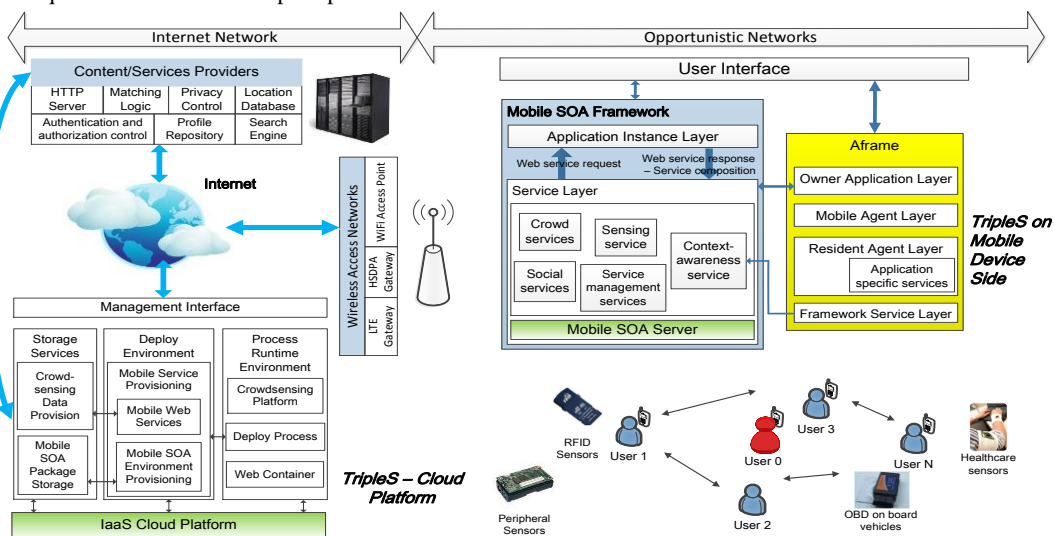 Internet Network
Opportunistic Networks
Content/Services Providers
HTTP
Server
Matching
Logic
Privacy
Control
Location
Database
Authentication and
authorization control
Profile
Repository
Search
Engine
Internet
Wireless Access Networks
WiFi Access Point
HSDPA
Gateway
LTE
Gateway
Management Interface
Storage
Services
Crowd-
sensing
Data
Provision
Mobile
SOA
Package
Storage
Deploy
Environment
Mobile Service
Provisioning
Mobile Web
Services
Mobile SOA
Environment
Provisioning
Process
Runtime
Environment
Crowdsensing
Platform
Deploy Process
Web Container
IaaS Cloud Platform
TripleS – Cloud
Platform
User Interface
Mobile SOA Framework
Application Instance Layer
Web service request
Web service response
– Service composition
Service Layer
Crowd
services
Sensing
service
Social
services
Service
management
services
Context-
awareness
service
Mobile SOA Server
Aframe
Owner Application Layer
Mobile Agent Layer
Resident Agent Layer
Application
specific services
Framework Service Layer
TripleS on
Mobile
Device
Side
RFID
Sensors
User 1
User 3
User 0
User N
Healthcare
sensors
User 2
OBD on board
vehicles
Peripheral
Sensors